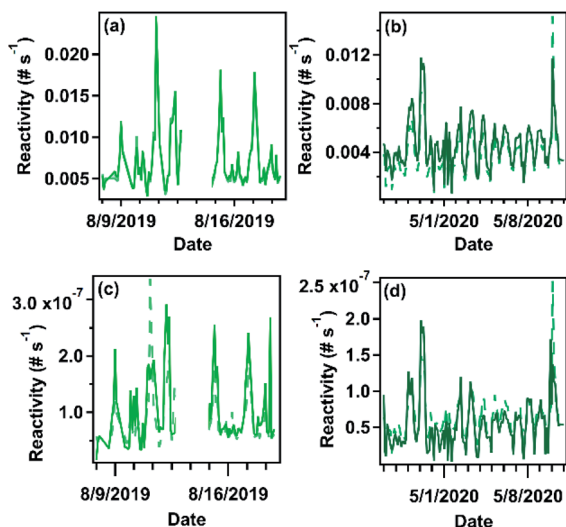 (a)
Reactivity (# s⁻¹)
0.020
0.015
0.010
0.005
8/9/2019
8/16/2019
Date
(b)
Reactivity (# s⁻¹)
0.012
0.008
0.004
5/1/2020
5/8/2020
Date
(c)
Reactivity (# s⁻¹)
3.0 x10⁻⁷
2.0
1.0
8/9/2019
8/16/2019
Date
(d)
Reactivity (# s⁻¹)
2.5 x10⁻⁷
2.0
1.5
1.0
0.5
5/1/2020
5/8/2020
Date